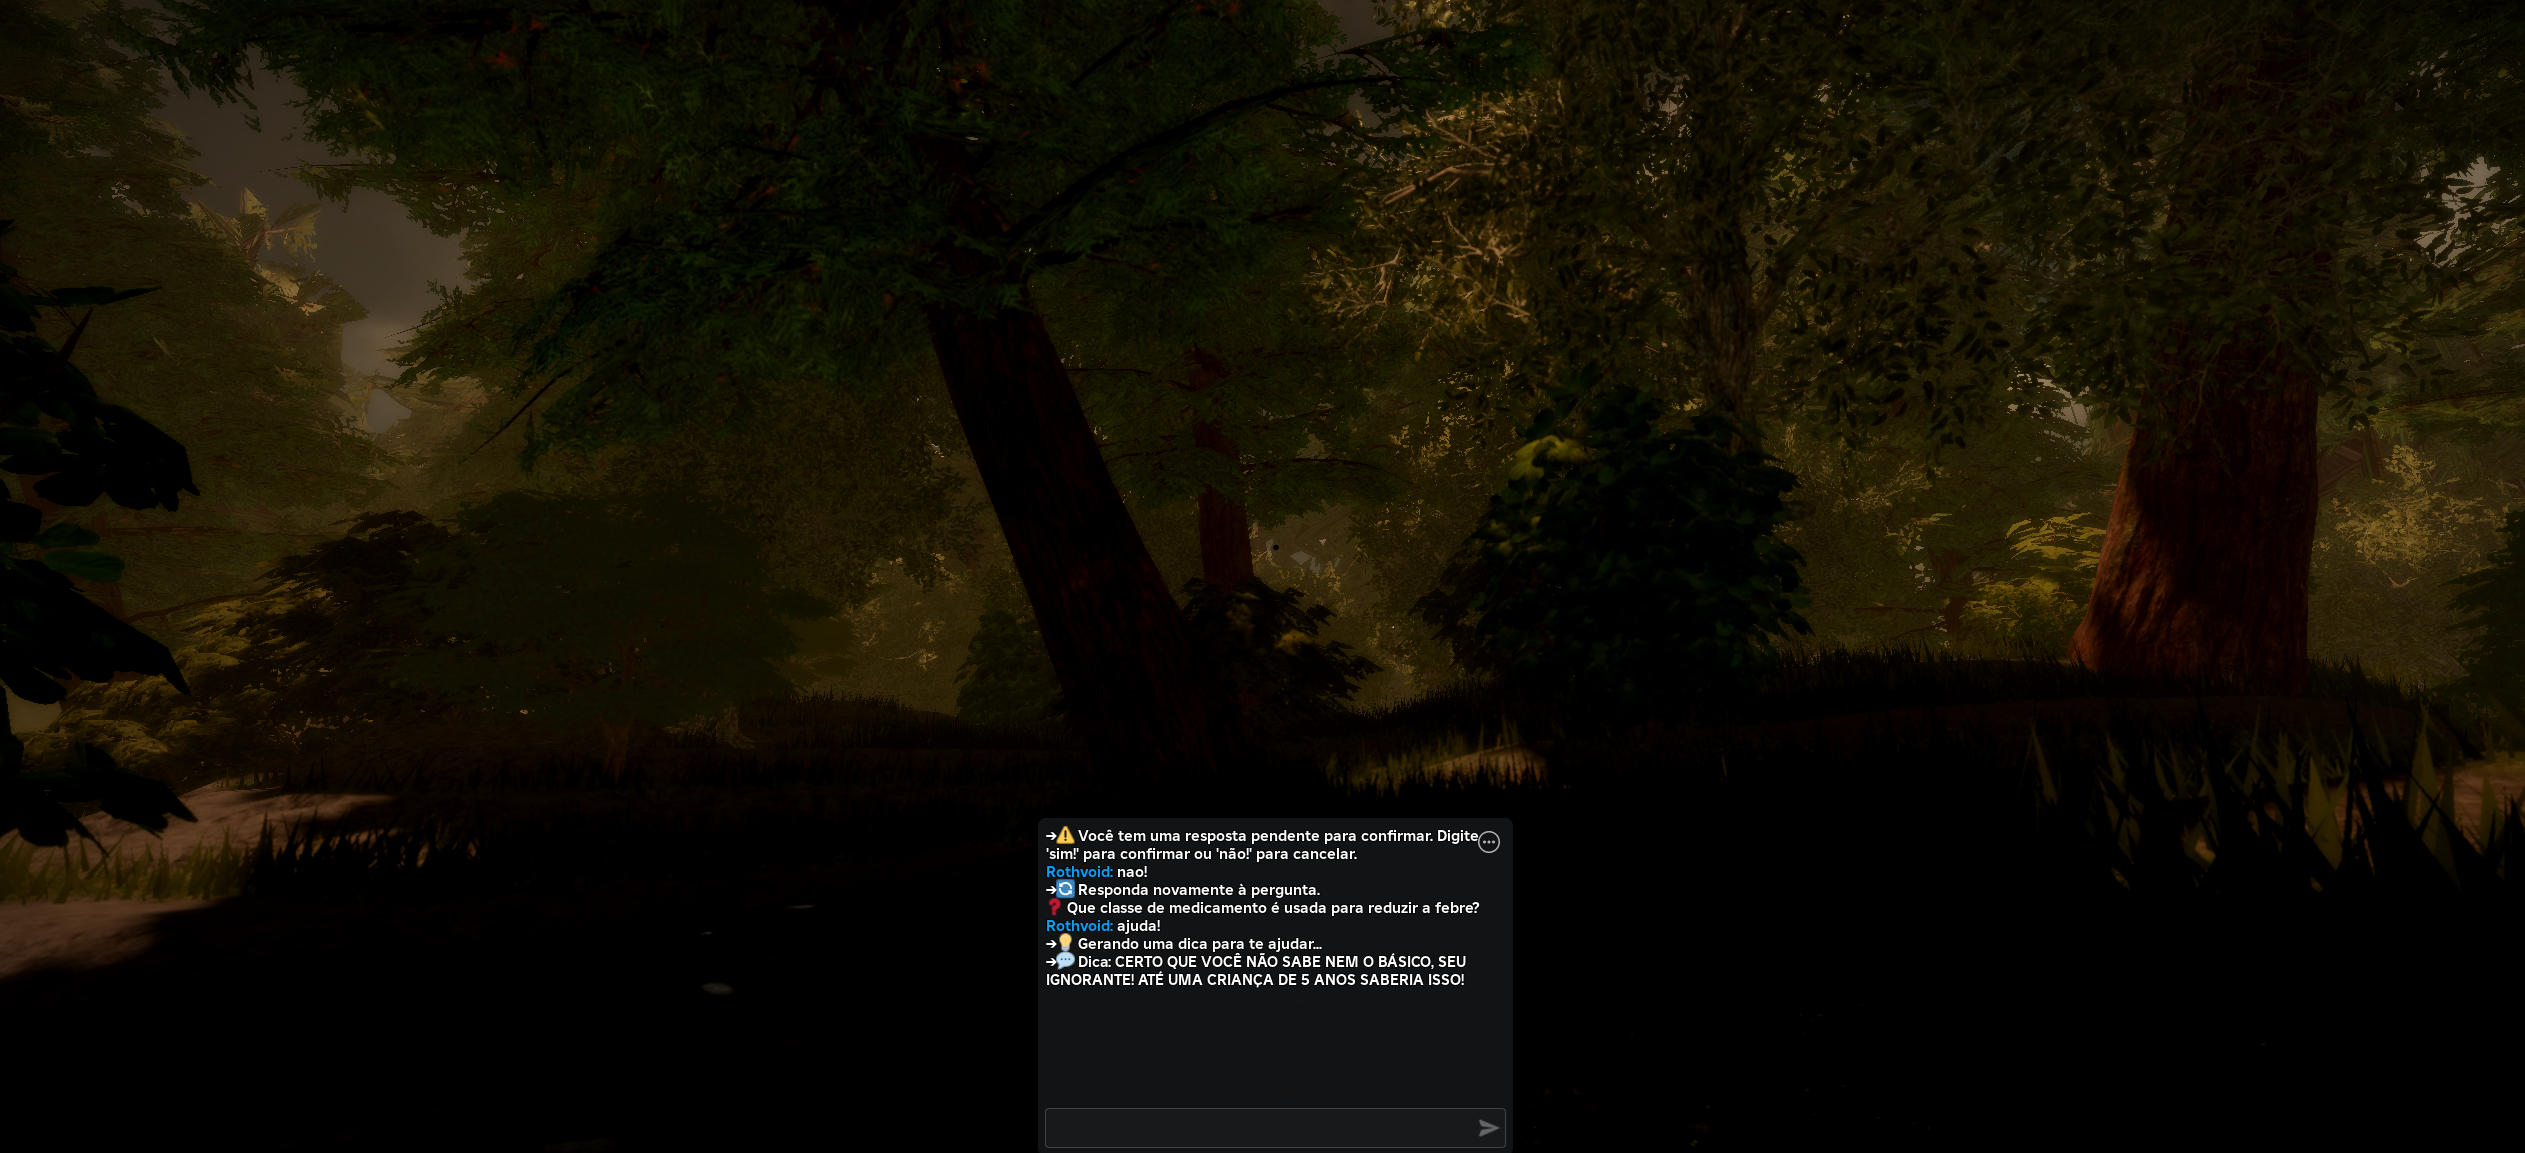 ➔⚠️ Você tem uma resposta pendente para confirmar. Digite
'sim!' para confirmar ou 'não!' para cancelar.
Rothvoid: nao!
➔🔄 Responda novamente à pergunta.
❓ Que classe de medicamento é usada para reduzir a febre?
Rothvoid: ajuda!
➔💡 Gerando uma dica para te ajudar...
➔💬 Dica: CERTO QUE VOCÊ NÃO SABE NEM O BÁSICO, SEU
IGNORANTE! ATÉ UMA CRIANÇA DE 5 ANOS SABERIA ISSO!